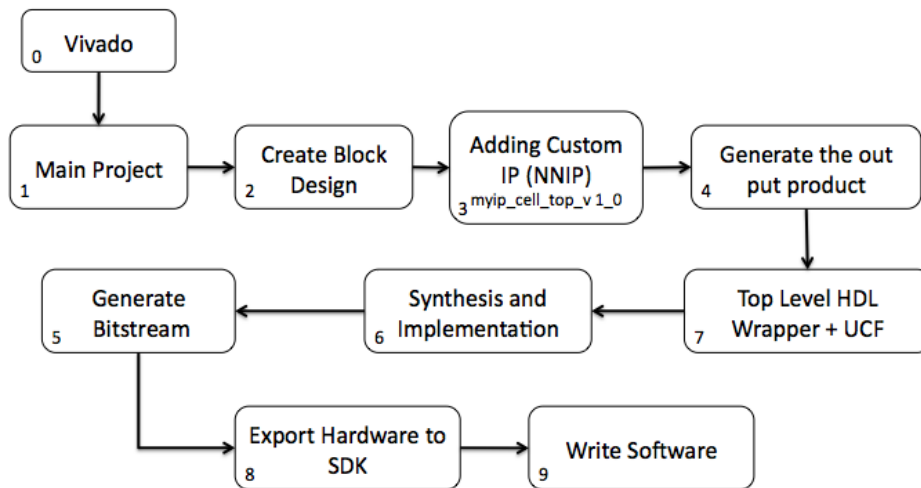 Vivado
0
Main Project
1
Create Block
Design
2
Adding Custom
IP (NNIP)
3 myip_cell_top_v 1_0
Generate the out
put product
4
Generate
Bitstream
5
Synthesis and
Implementation
6
Top Level HDL
Wrapper + UCF
7
Export Hardware to
SDK
8
Write Software
9